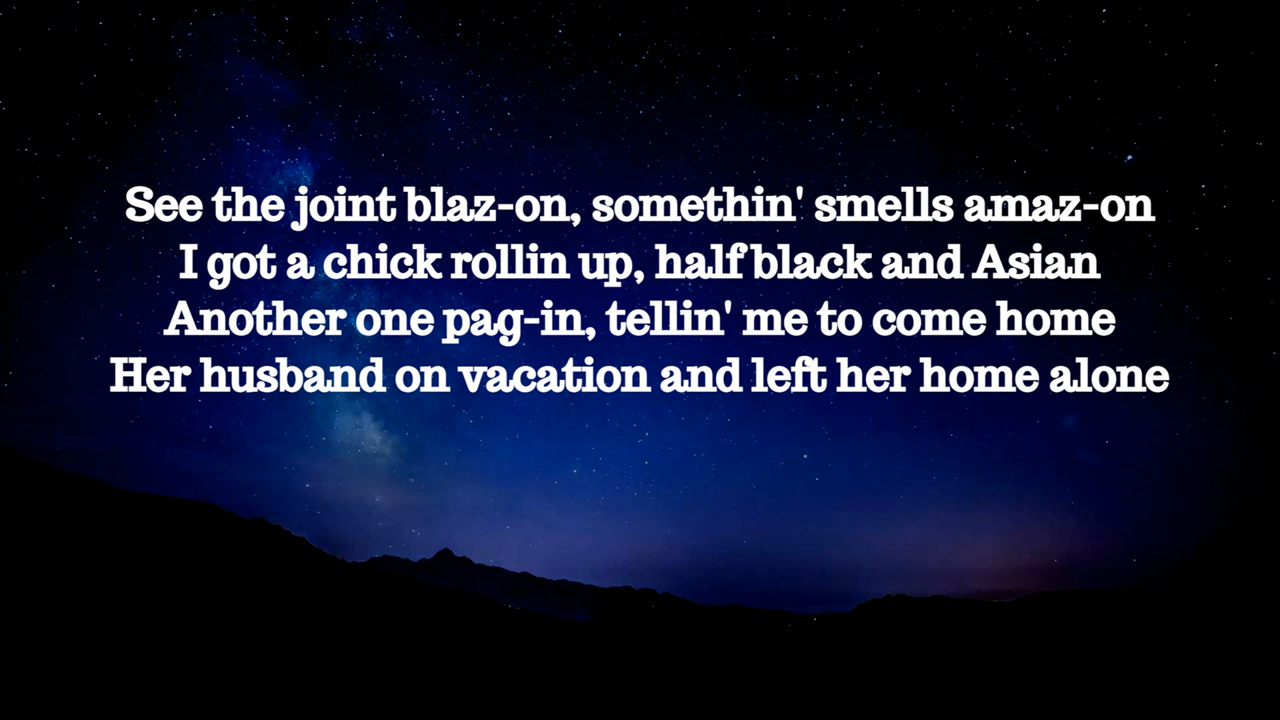 See the joint blaz-on, somethin' smells amaz-on
I got a chick rollin up, half black and Asian
Another one pag-in, tellin' me to come home
Her husband on vacation and left her home alone